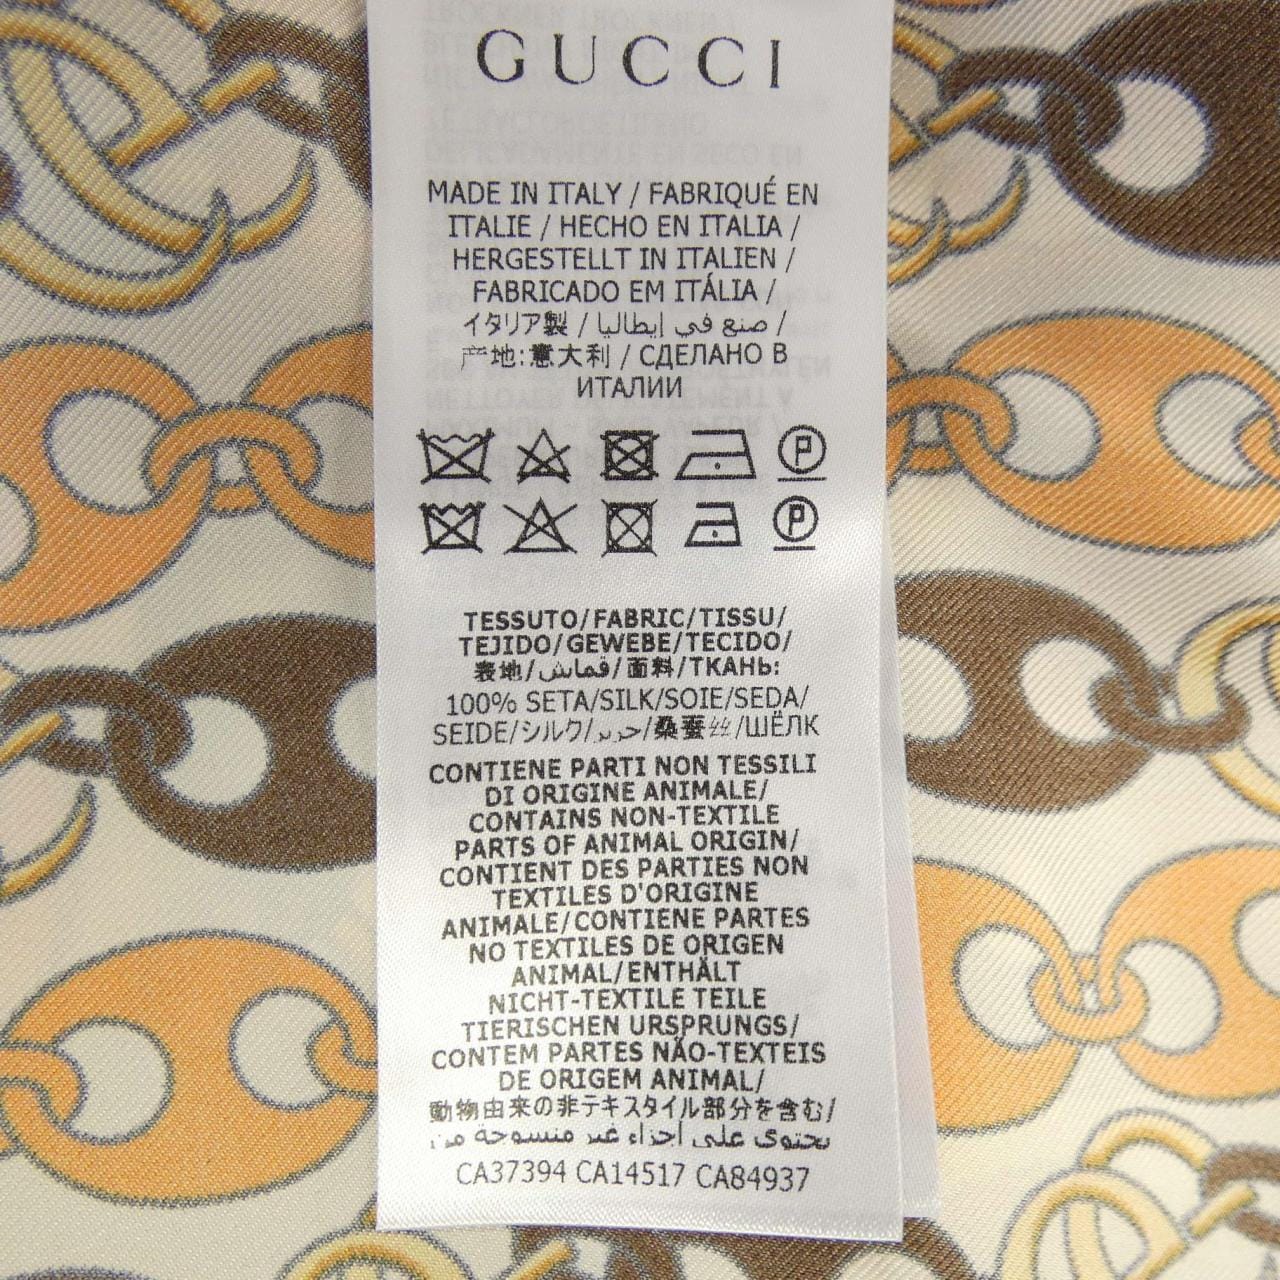 GUCCI
MADE IN ITALY / FABRIQUÉ EN
ITALIE / HECHO EN ITALIA /
HERGESTELLT IN ITALIEN /
FABRICADO EM ITÁLIA /
イタリア製 / صنع في إيطاليا /
产地:意大利 / СДЕЛАНО В
ИТАЛИИ
P
P
TESSUTO/FABRIC/TISSU/
TEJIDO/GEWEBE/TECIDO/
表地/قماش/面料/ТКАНЬ:
100% SETA/SILK/SOIE/SEDA/
SEIDE/シルク/حرير/桑蚕丝/ШЁЛК
CONTIENE PARTI NON TESSILI
DI ORIGINE ANIMALE/
CONTAINS NON-TEXTILE
PARTS OF ANIMAL ORIGIN/
CONTIENT DES PARTIES NON
TEXTILES D'ORIGINE
ANIMALE/CONTIENE PARTES
NO TEXTILES DE ORIGEN
ANIMAL/ENTHÄLT
NICHT-TEXTILE TEILE
TIERISCHEN URSPRUNGS/
CONTEM PARTES NÃO-TEXTEIS
DE ORIGEM ANIMAL/
動物由来の非テキスタイル部分を含む/
يحتوى على أجزاء غير منسوجة من
CA37394 CA14517 CA84937